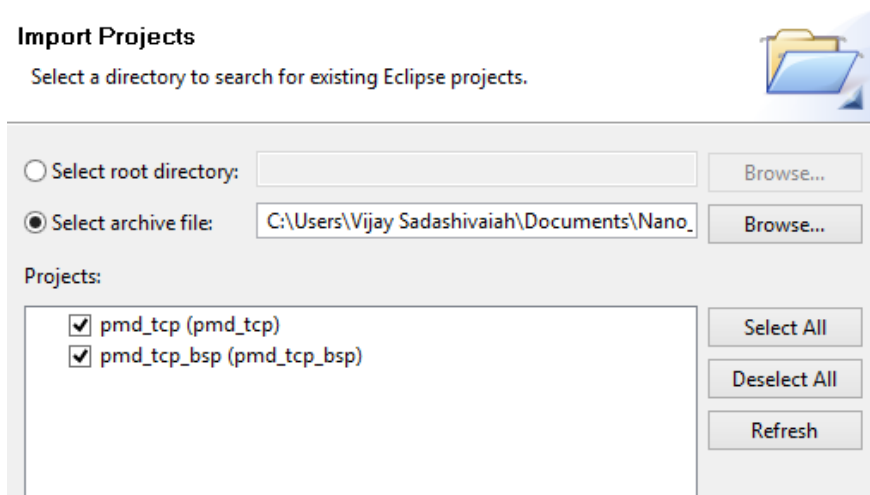 Import Projects
Select a directory to search for existing Eclipse projects.
Select root directory:
Browse...
Select archive file:
C:\Users\Vijay Sadashivaiah\Documents\Nano_
Browse...
Projects:
pmd_tcp (pmd_tcp)
pmd_tcp_bsp (pmd_tcp_bsp)
Select All
Deselect All
Refresh